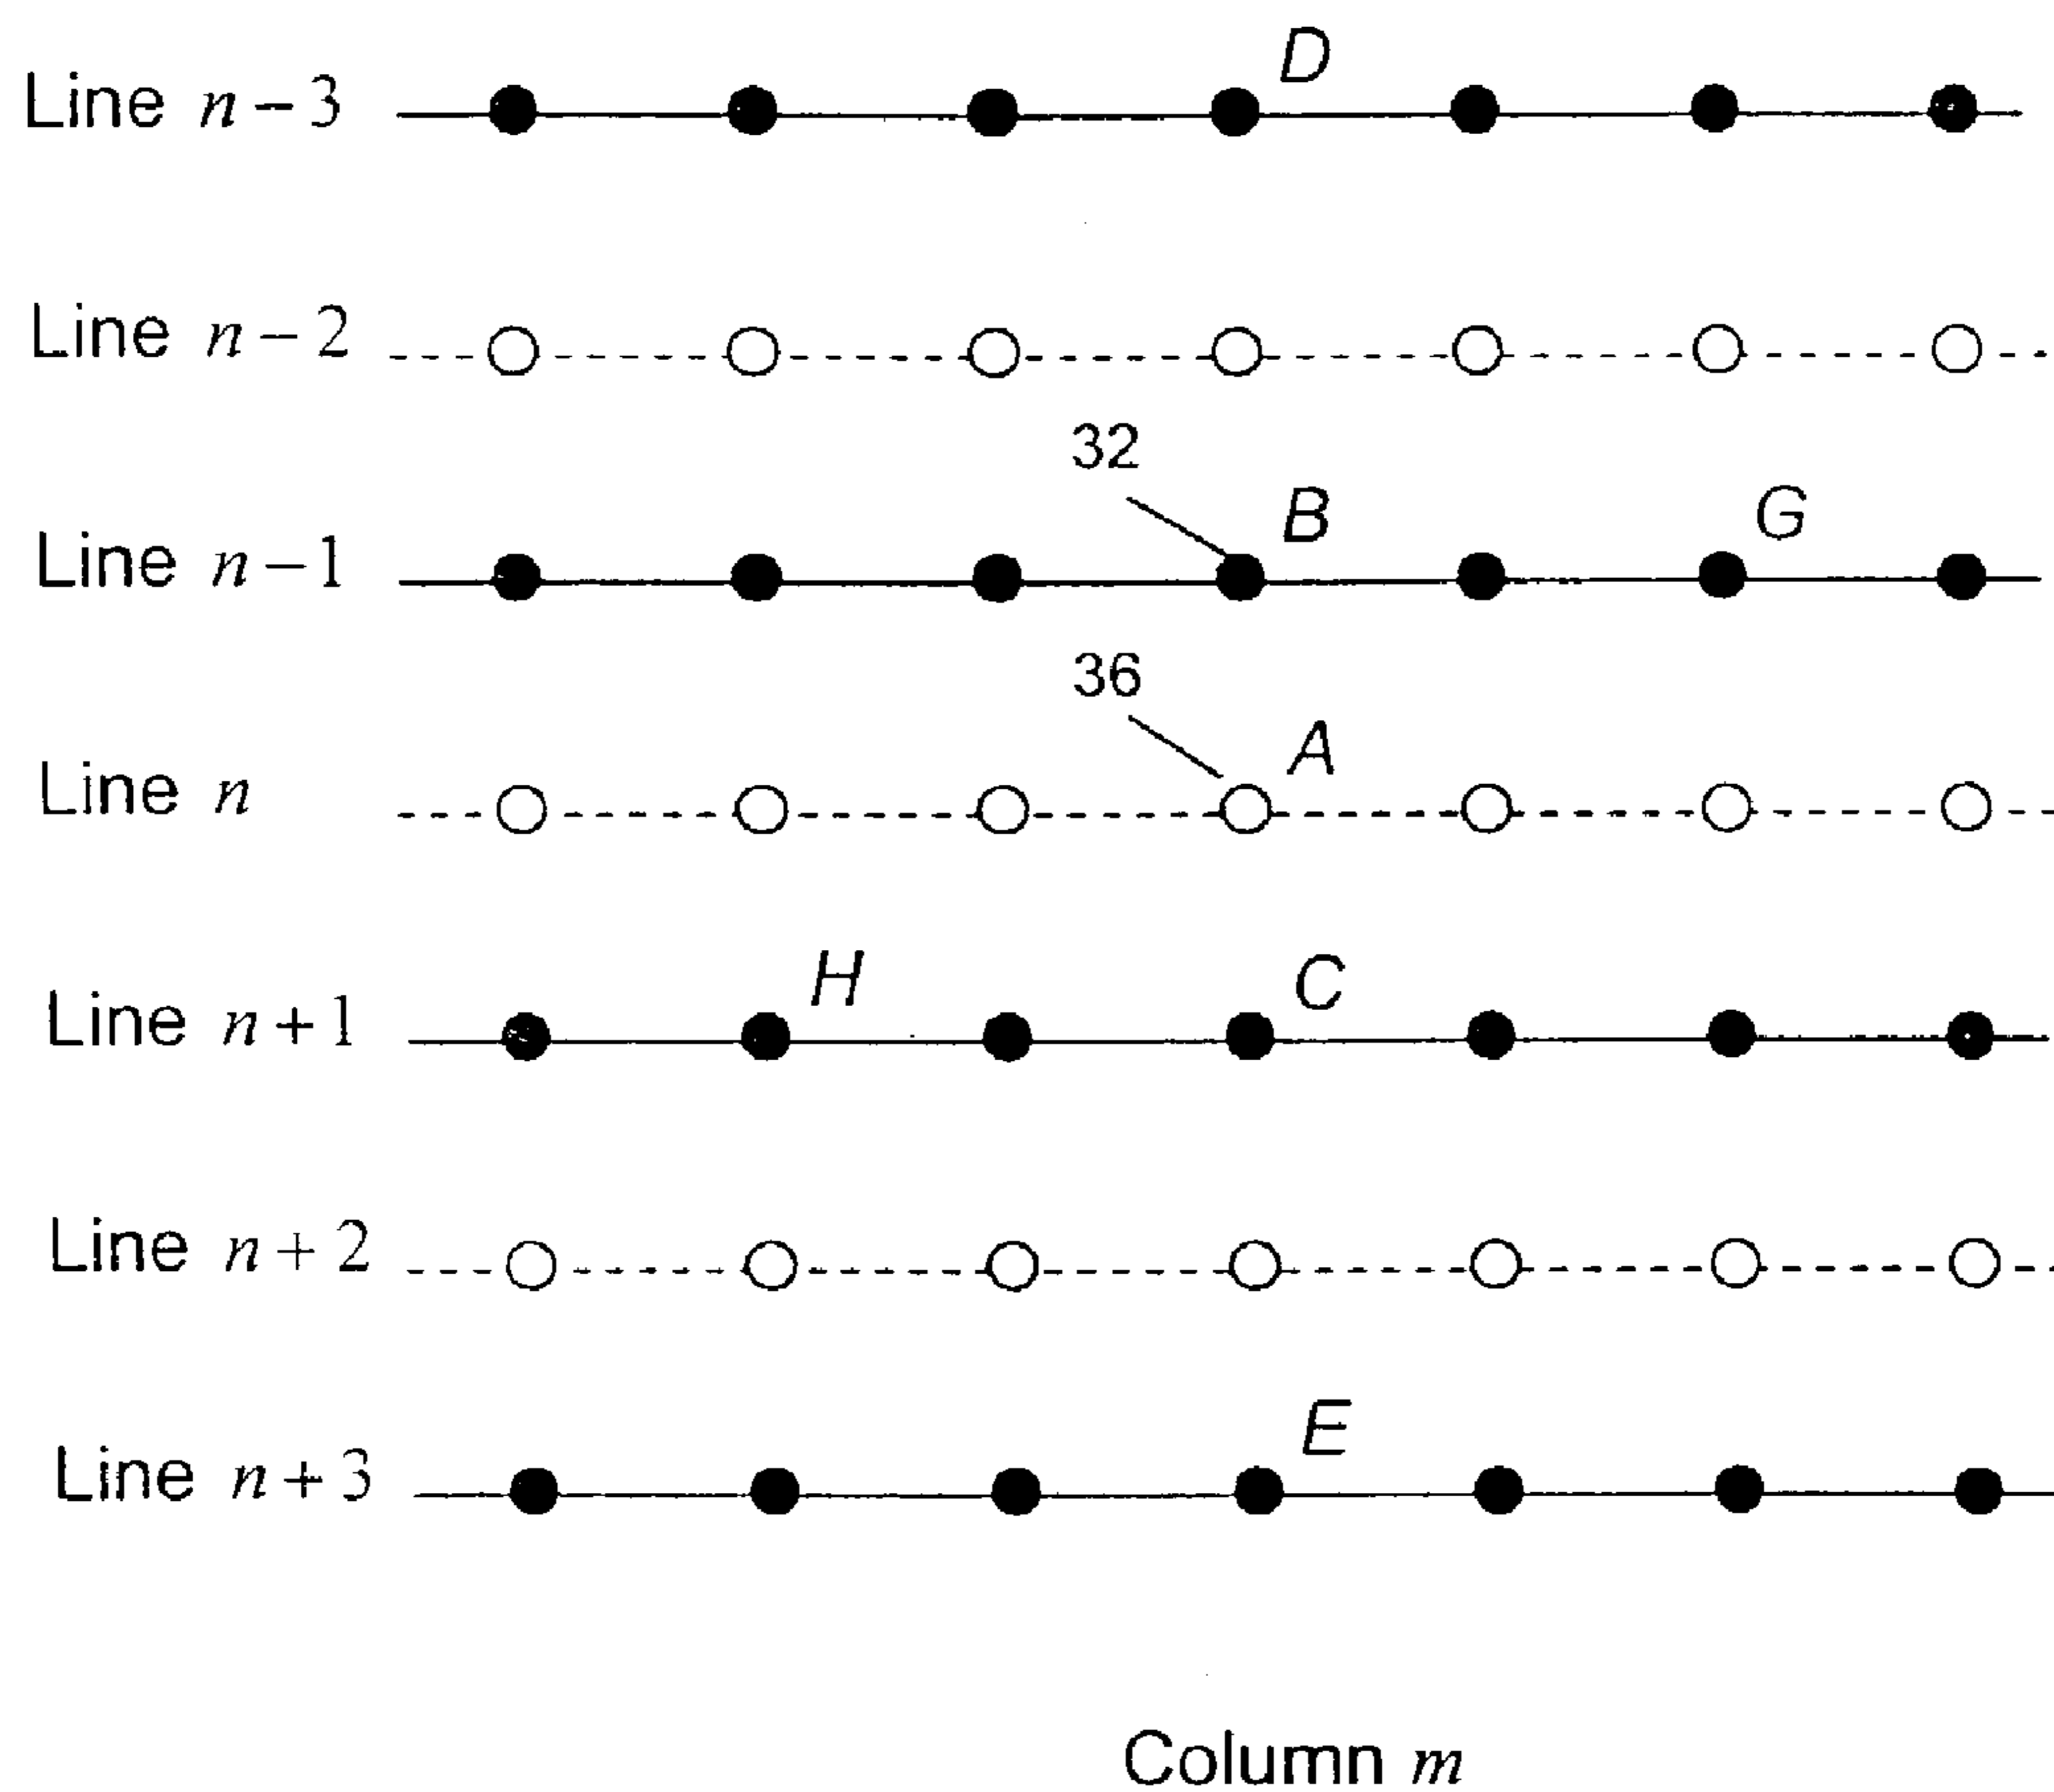 D
Line n−3
Line n−2
32
B
G
Line n−1
36
A
Line n
H
C
Line n+1
Line n+2
E
Line n+3
Column m